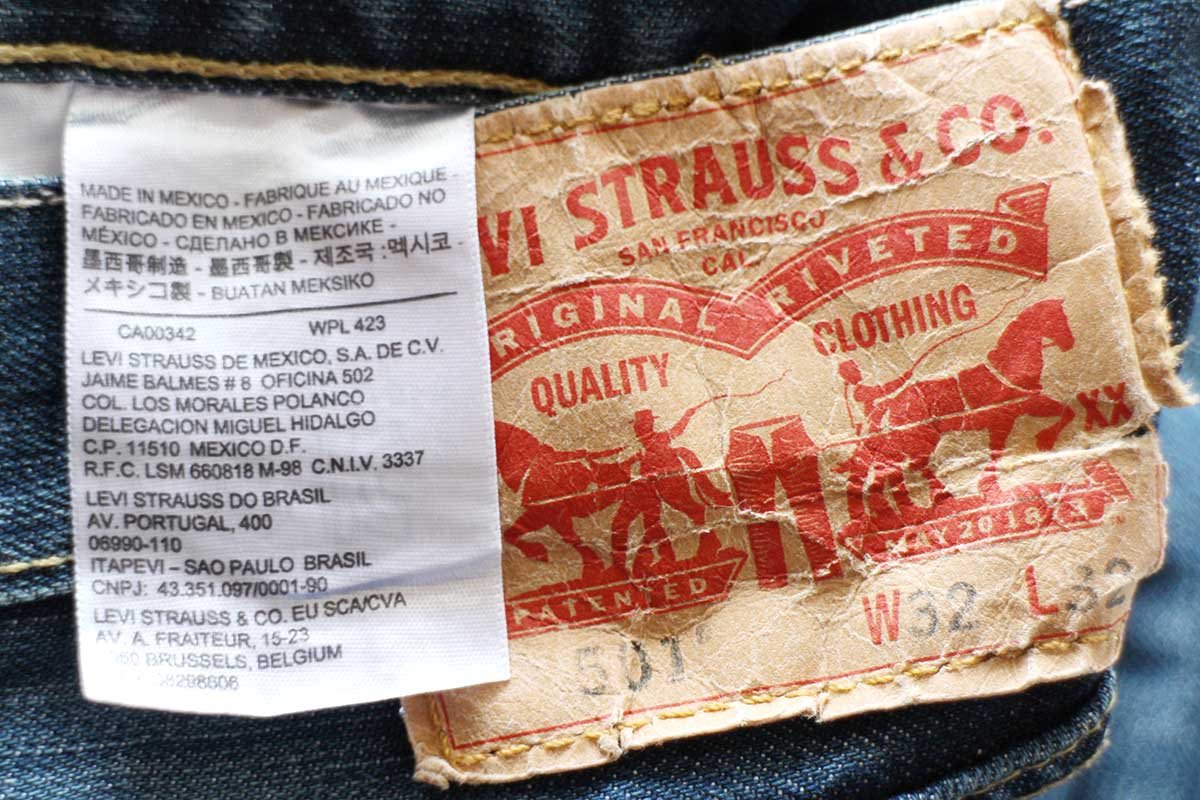 MADE IN MEXICO - FABRIQUE AU MEXIQUE -
FABRICADO EN MEXICO - FABRICADO NO
MÉXICO - СДЕЛАНО В МЕКСИКЕ -
墨西哥制造 - 墨西哥製 - 제조국 : 멕시코 -
メキシコ製 - BUATAN MEKSIKO
CA00342 WPL 423
LEVI STRAUSS DE MEXICO, S.A. DE C.V.
JAIME BALMES # 8 OFICINA 502
COL. LOS MORALES POLANCO
DELEGACION MIGUEL HIDALGO
C.P. 11510 MEXICO D.F.
R.F.C. LSM 660818 M-98 C.N.I.V. 3337
LEVI STRAUSS DO BRASIL
AV. PORTUGAL, 400
06990-110
ITAPEVI – SAO PAULO BRASIL
CNPJ: 43.351.097/0001-90
LEVI STRAUSS & CO. EU SCA/CVA
AV. A. FRAITEUR, 15-23
BRUSSELS, BELGIUM
VI STRAUSS & CO.
SAN FRANCISCO
CAL.
RIGINAL RIVETED
QUALITY CLOTHING
XX
PATENTED MAY 20 1873
501 W32 L32